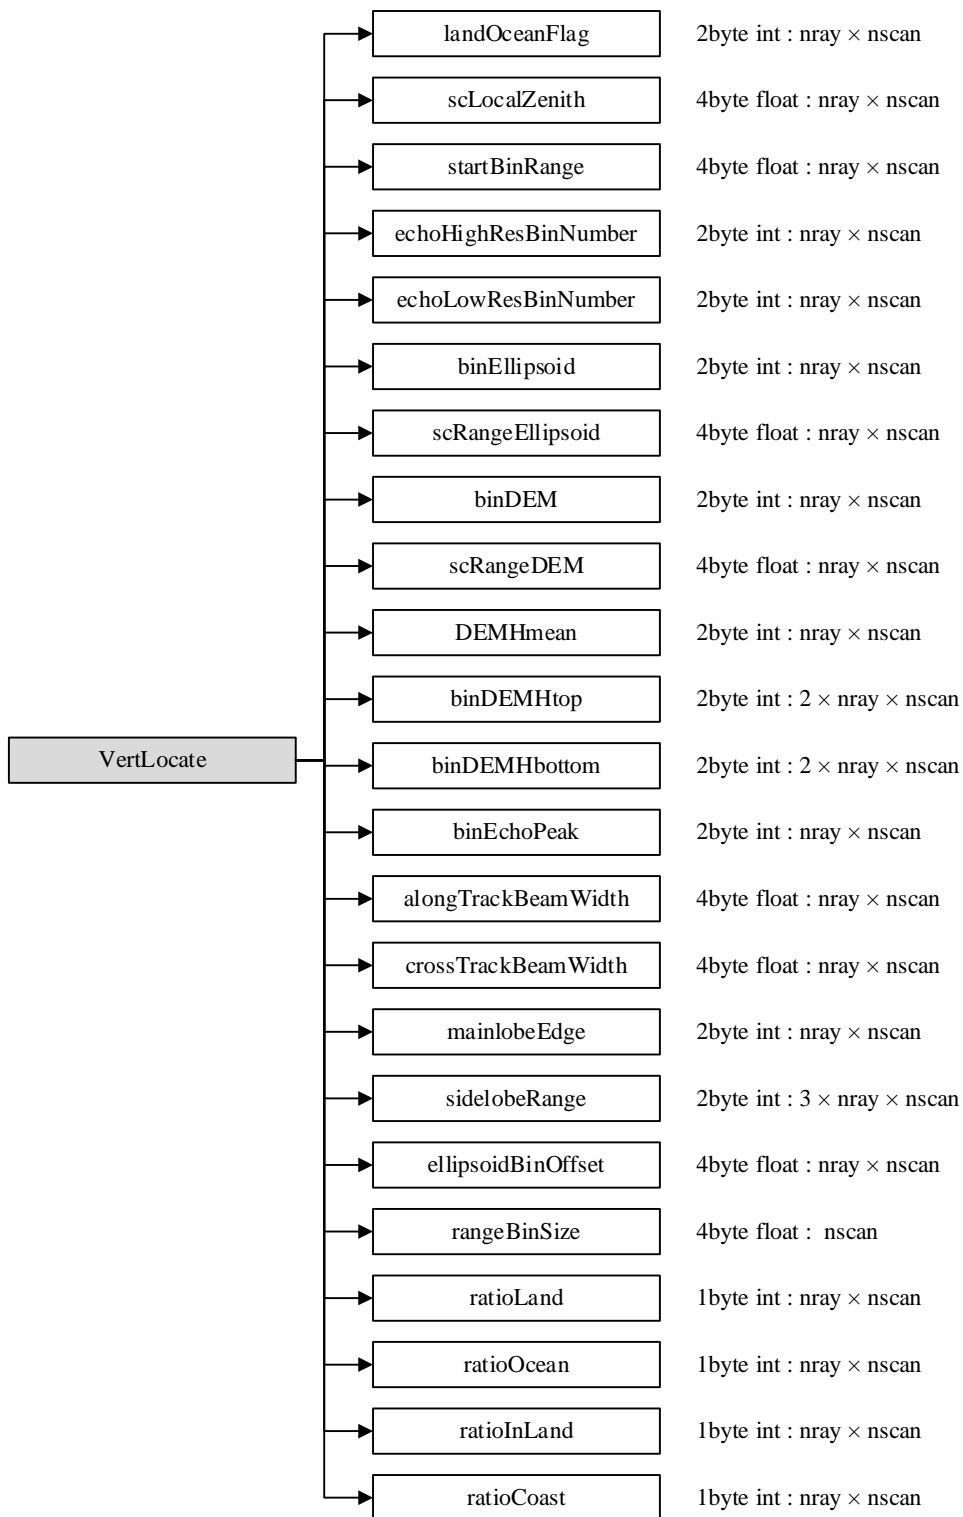 landOceanFlag 2byte int : nray × nscan
scLocalZenith 4byte float : nray × nscan
startBinRange 4byte float : nray × nscan
echoHighResBinNumber 2byte int : nray × nscan
echoLowResBinNumber 2byte int : nray × nscan
binEllipsoid 2byte int : nray × nscan
scRangeEllipsoid 4byte float : nray × nscan
binDEM 2byte int : nray × nscan
scRangeDEM 4byte float : nray × nscan
DEMHmean 2byte int : nray × nscan
binDEMHtop 2byte int : 2 × nray × nscan
VertLocate
binDEMHbottom 2byte int : 2 × nray × nscan
binEchoPeak 2byte int : nray × nscan
alongTrackBeamWidth 4byte float : nray × nscan
crossTrackBeamWidth 4byte float : nray × nscan
mainlobeEdge 2byte int : nray × nscan
sidelobeRange 2byte int : 3 × nray × nscan
ellipsoidBinOffset 4byte float : nray × nscan
rangeBinSize 4byte float : nscan
ratioLand 1byte int : nray × nscan
ratioOcean 1byte int : nray × nscan
ratioInLand 1byte int : nray × nscan
ratioCoast 1byte int : nray × nscan